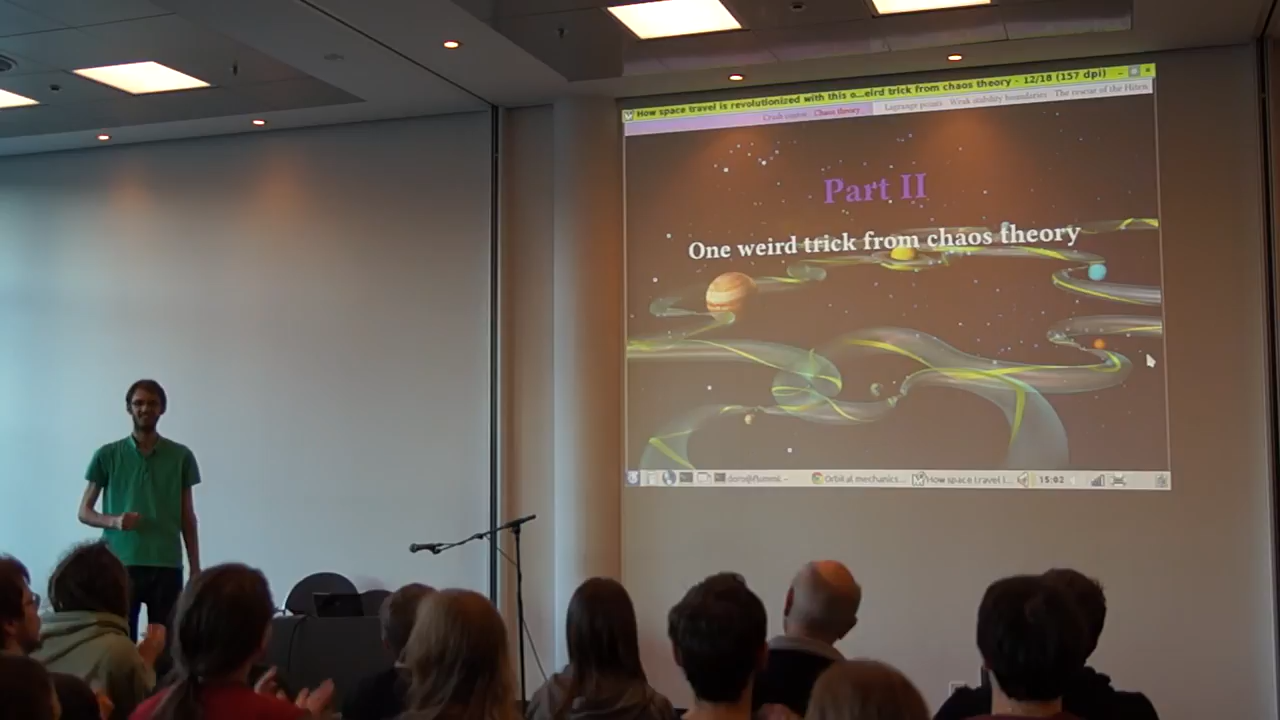 How space travel is revolutionized with this o...eird trick from chaos theory - 12/18 (157 dpi)
Crash course Chaos theory Lagrange points Weak stability boundaries The rescue of the Hiten
Part II
One weird trick from chaos theory
Orbital mechanics... How space travel i... 15:02